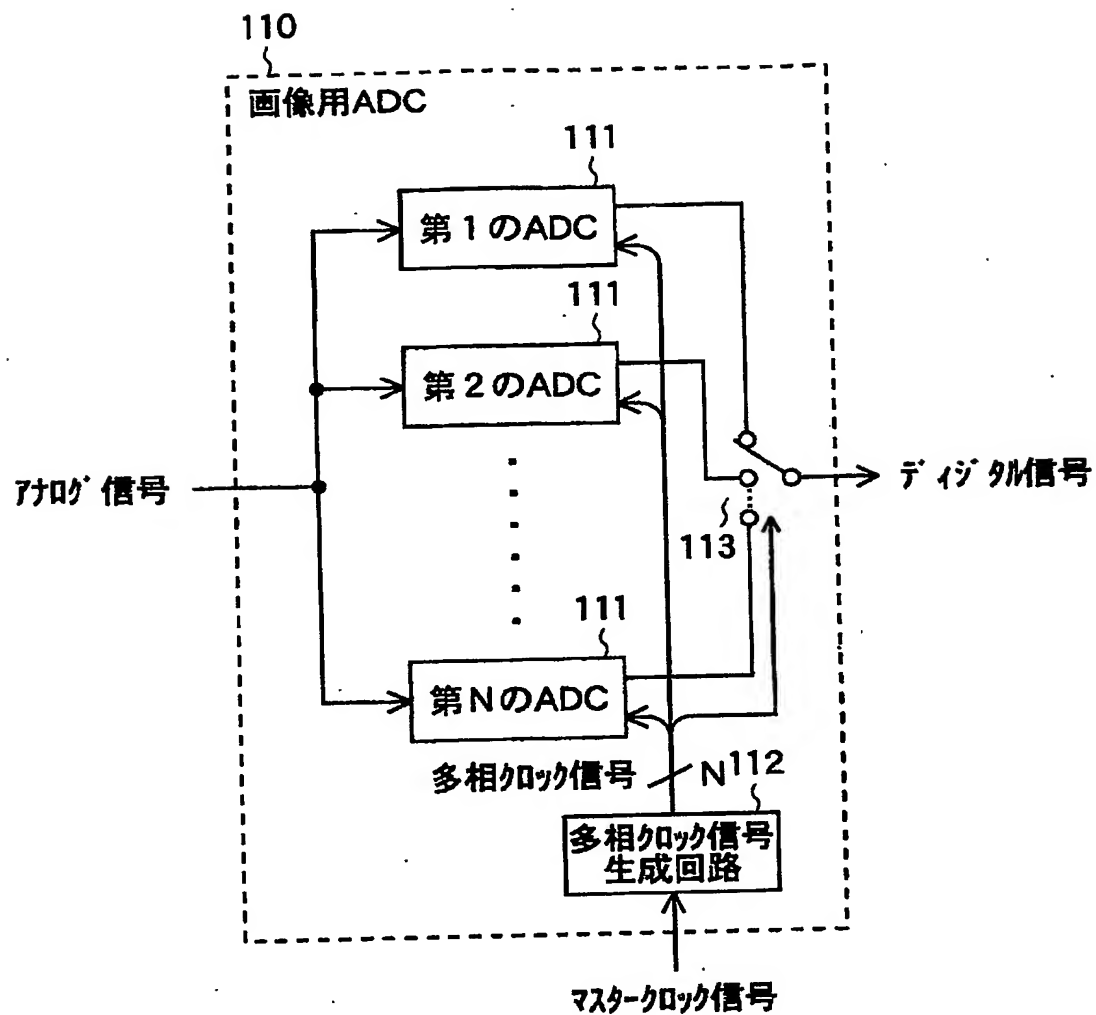 110
画像用ADC
111
第1のADC
111
第2のADC
アナログ信号
ディジタル信号
113
111
第NのADC
多相クロック信号
N
112
多相クロック信号
生成回路
マスタークロック信号